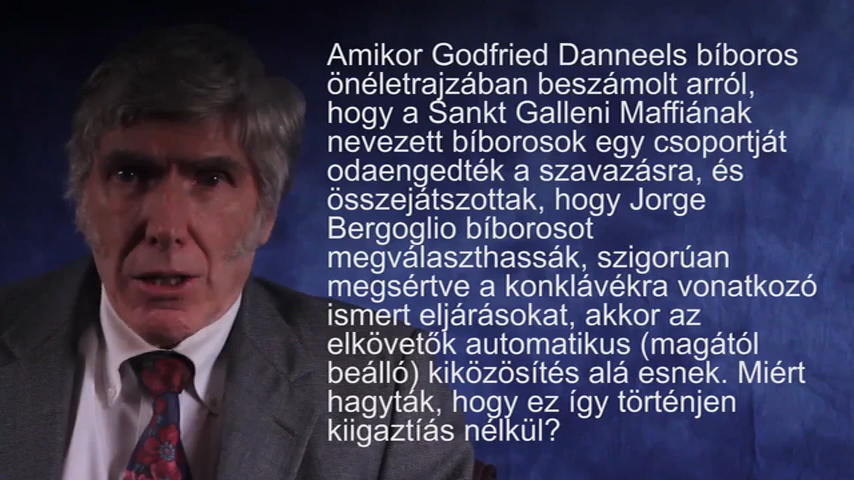 Amikor Godfried Danneels bíboros
önéletrajzában beszámolt arról,
hogy a Sankt Galleni Maffiának
nevezett bíborosok egy csoportját
odaengedték a szavazásra, és
összejátszottak, hogy Jorge
Bergoglio bíborosot
megválaszthassák, szigorúan
megsértve a konklávékra vonatkozó
ismert eljárásokat, akkor az
elkövetők automatikus (magától
beálló) kiközösítés alá esnek. Miért
hagyták, hogy ez így történjen
kiigaztíás nélkül?